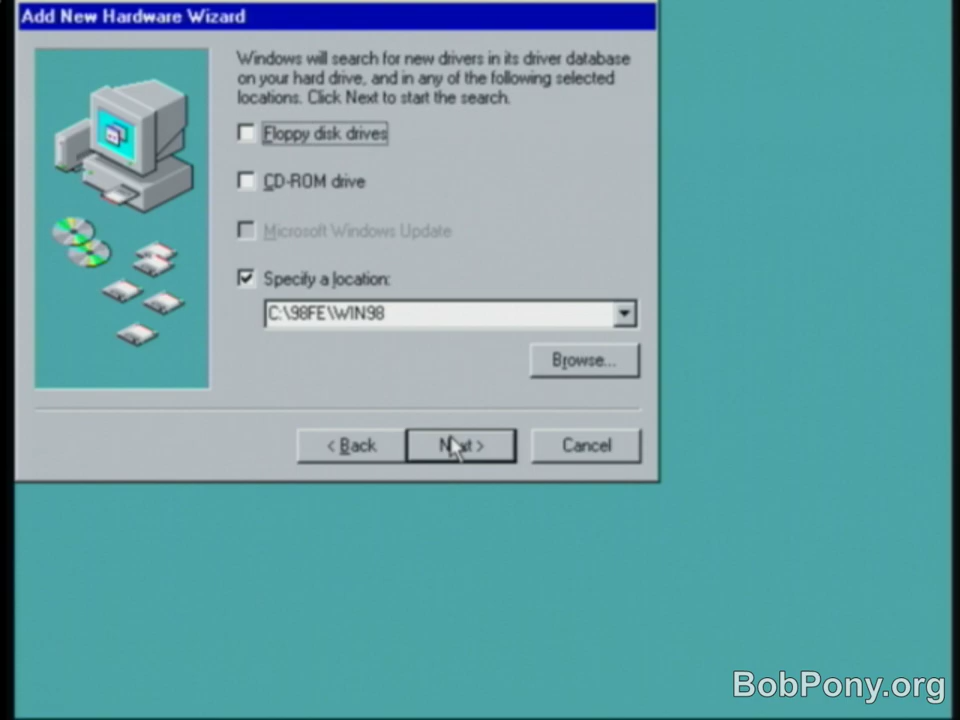 Add New Hardware Wizard
Windows will search for new drivers in its driver database
on your hard drive, and in any of the following selected
locations. Click Next to start the search.
Floppy disk drives
CD-ROM drive
Microsoft Windows Update
Specify a location:
C:\98FE\WIN98
Browse...
< Back
Next >
Cancel
BobPony.org